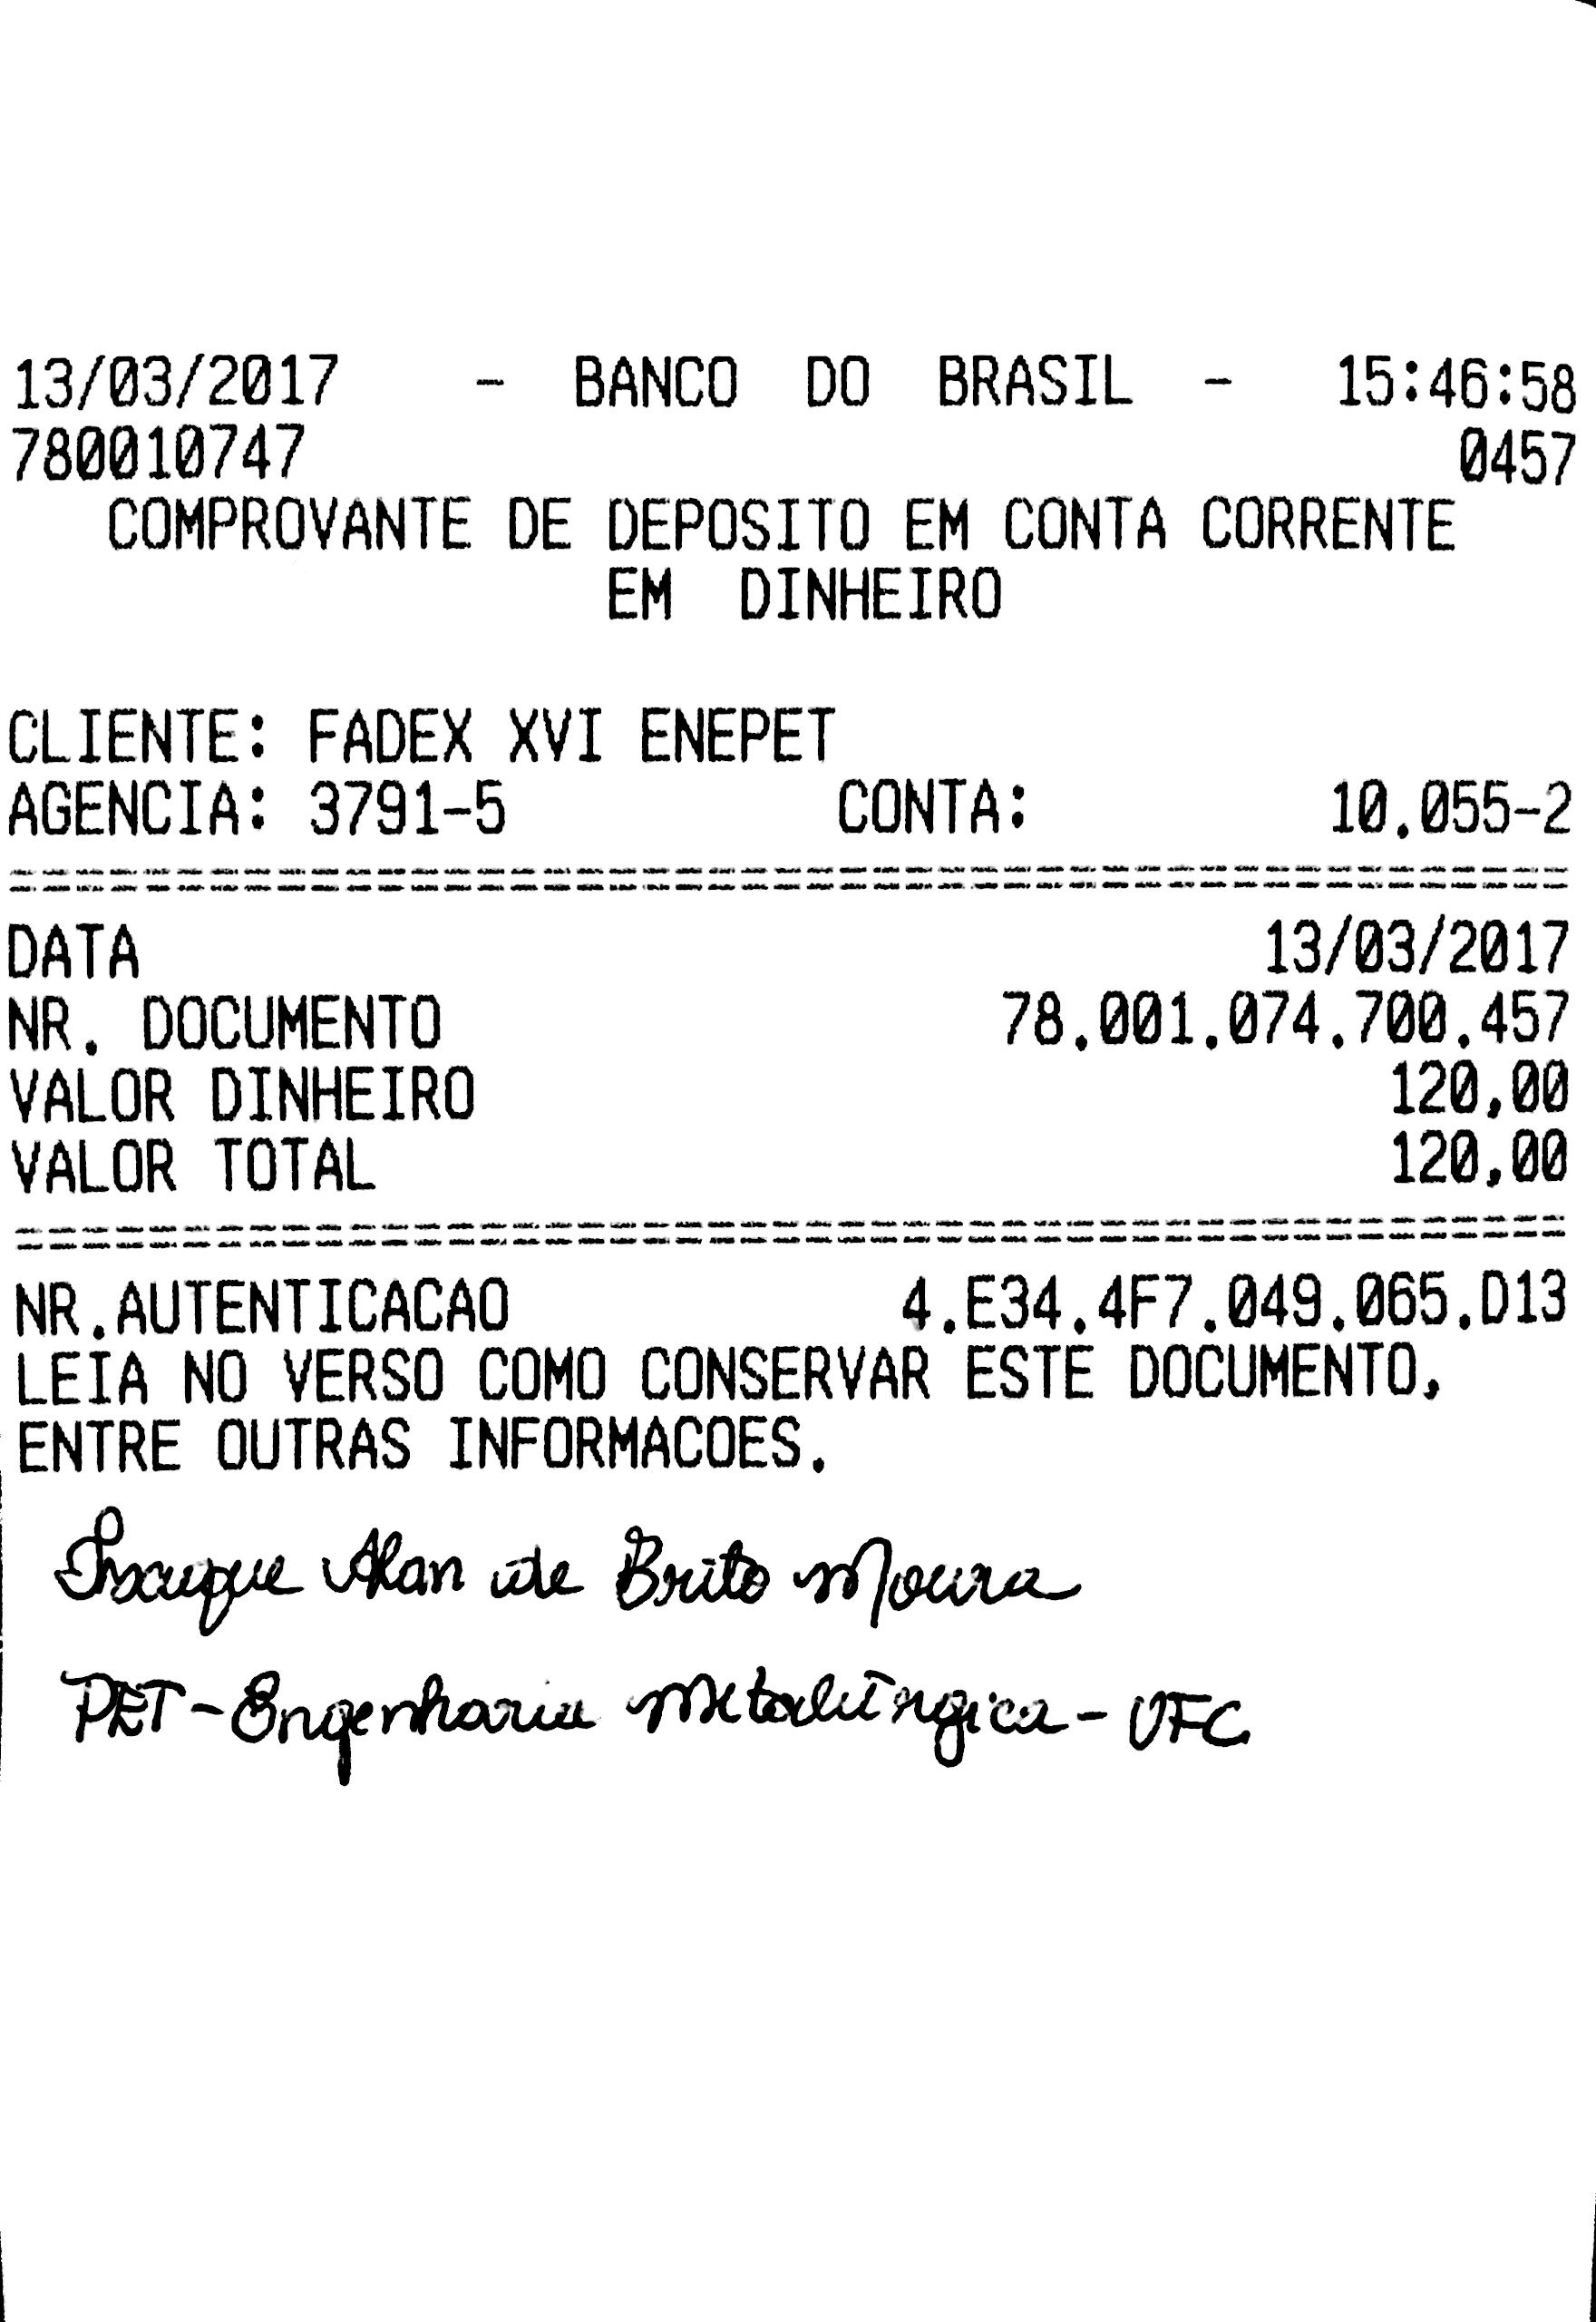 13/03/2017 - BANCO DO BRASIL - 15:46:58
780010747 0457
COMPROVANTE DE DEPOSITO EM CONTA CORRENTE
EM DINHEIRO
CLIENTE: FADEX XVI ENEPET
AGENCIA: 3791-5 CONTA: 10.055-2
================================================
DATA 13/03/2017
NR. DOCUMENTO 78.001.074.700.457
VALOR DINHEIRO 120,00
VALOR TOTAL 120,00
================================================
NR.AUTENTICACAO 4.E34.4F7.049.065.D13
LEIA NO VERSO COMO CONSERVAR ESTE DOCUMENTO,
ENTRE OUTRAS INFORMACOES.
Alan de Brito Moura
PET - Engenharia Metalúrgica - UFC